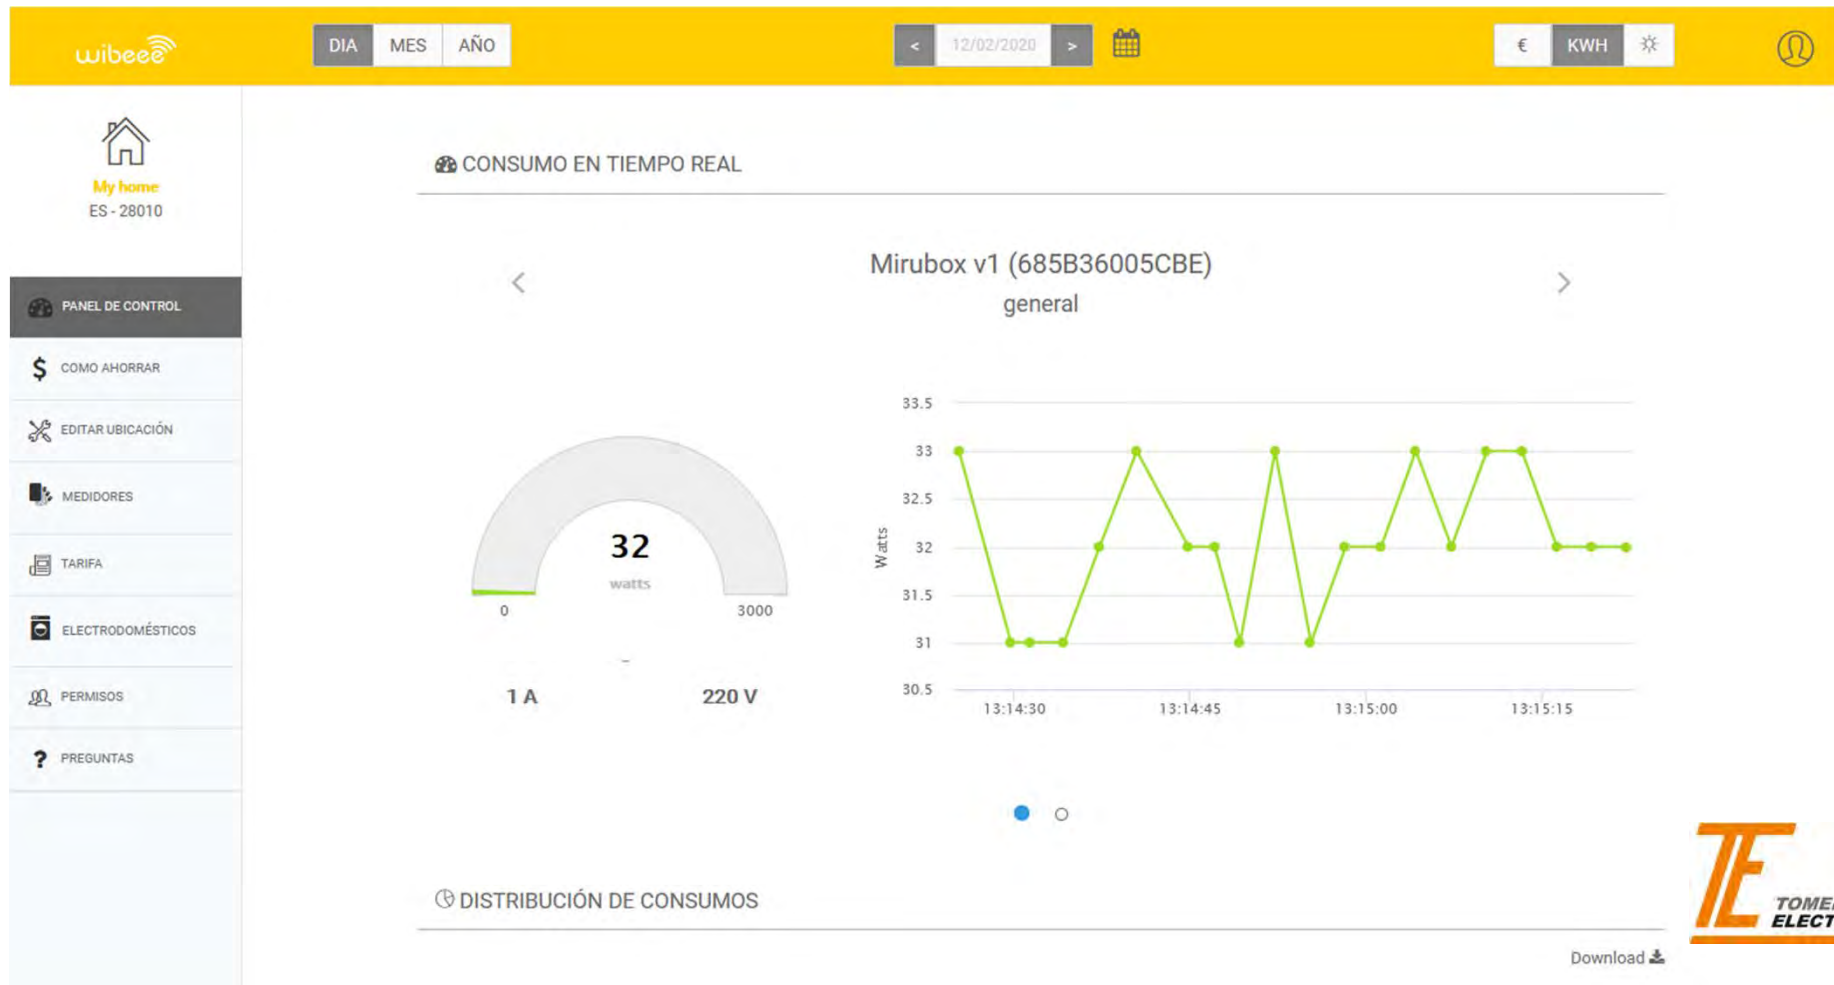 wibeee
DIA MES AÑO
< 12/02/2020 >
€ KWH
My home
ES - 28010
PANEL DE CONTROL
COMO AHORRAR
EDITAR UBICACIÓN
MEDIDORES
TARIFA
ELECTRODOMÉSTICOS
PERMISOS
? PREGUNTAS
CONSUMO EN TIEMPO REAL
Mirubox v1 (685B36005CBE)
general
32
watts
0 3000
-
1 A 220 V
Watts
33.5
33
32.5
32
31.5
31
30.5
13:14:30 13:14:45 13:15:00 13:15:15
DISTRIBUCIÓN DE CONSUMOS
Download
TE
TOME
ELECT